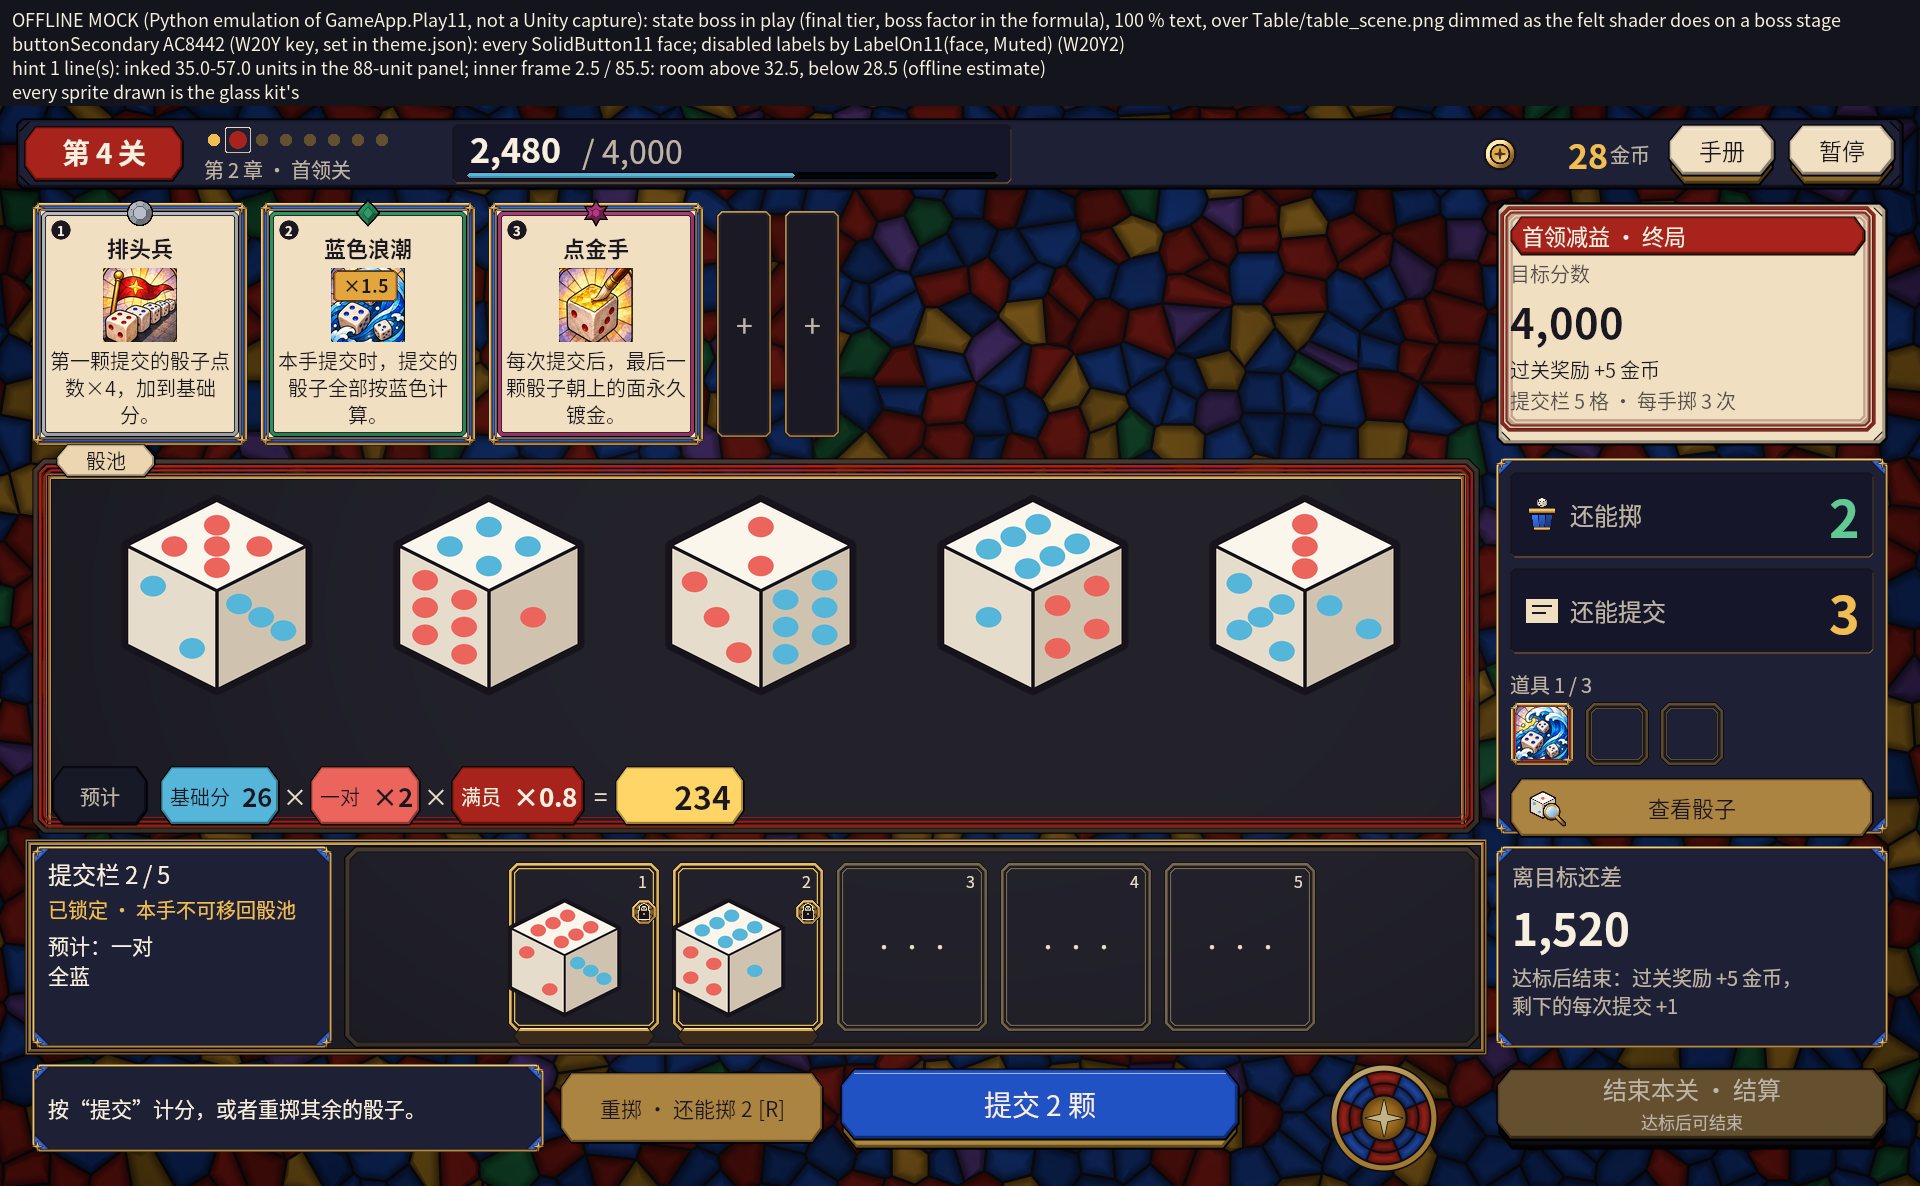 OFFLINE MOCK (Python emulation of GameApp.Play11, not a Unity capture): state boss in play (final tier, boss factor in the formula), 100 % text, over Table/table_scene.png dimmed as the felt shader does on a boss stage
buttonSecondary AC8442 (W20Y key, set in theme.json): every SolidButton11 face; disabled labels by LabelOn11(face, Muted) (W20Y2)
hint 1 line(s): inked 35.0-57.0 units in the 88-unit panel; inner frame 2.5 / 85.5: room above 32.5, below 28.5 (offline estimate)
every sprite drawn is the glass kit's
第 4 关
第 2 章 · 首领关
2,480 / 4,000
28 金币
手册
暂停
1
排头兵
第一颗提交的骰子点
数×4，加到基础
分。
2
蓝色浪潮
×1.5
本手提交时，提交的
骰子全部按蓝色计
算。
3
点金手
每次提交后，最后一
颗骰子朝上的面永久
镀金。
+
+
首领减益 · 终局
目标分数
4,000
过关奖励 +5 金币
提交栏 5 格 · 每手掷 3 次
骰池
还能掷 2
还能提交 3
道具 1 / 3
查看骰子
预计 基础分 26 × 一对 ×2 × 满员 ×0.8 = 234
提交栏 2 / 5
已锁定 · 本手不可移回骰池
预计：一对
全蓝
1
2
3
4
5
离目标还差
1,520
达标后结束：过关奖励 +5 金币，
剩下的每次提交 +1
按“提交”计分，或者重掷其余的骰子。
重掷 · 还能掷 2 [R]
提交 2 颗
结束本关 · 结算
达标后可结束